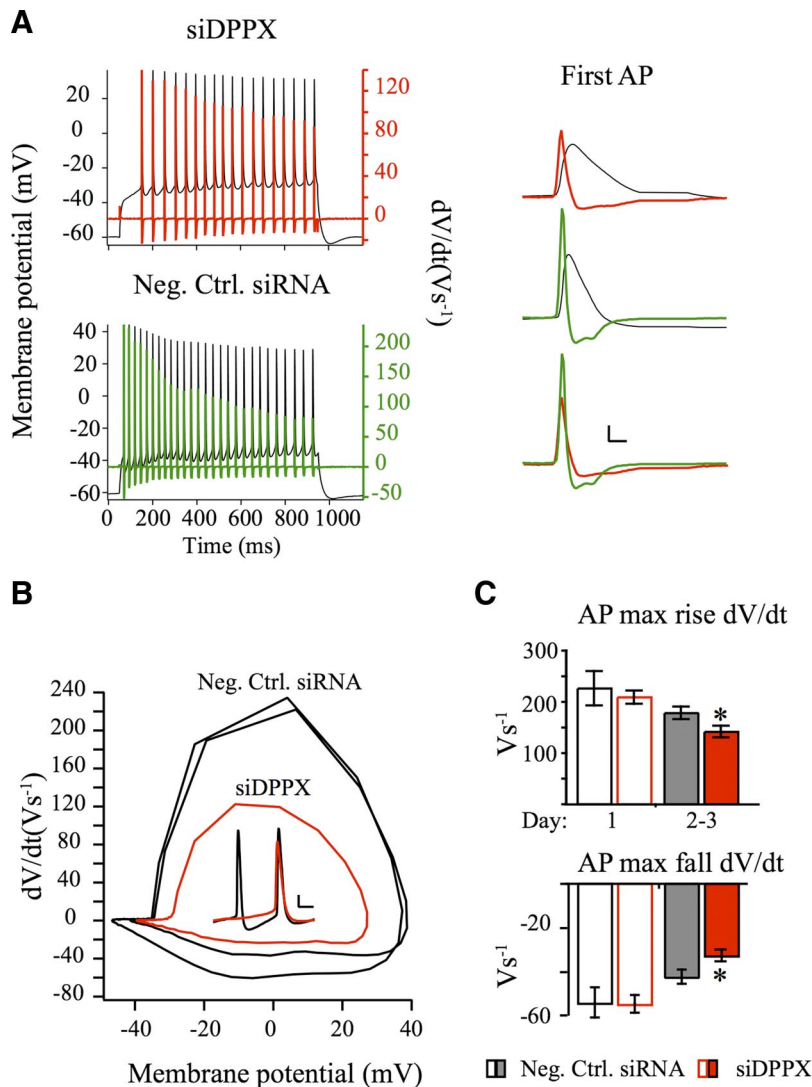 A
siDPPX
First AP
Membrane potential (mV)
20
0
-20
-40
-60
120
80
40
0
dV/dt(Vs-1)
Neg. Ctrl. siRNA
40
20
0
-20
-40
-60
200
150
100
50
0
-50
0 200 400 600 800 1000
Time (ms)
B
Neg. Ctrl. siRNA
siDPPX
dV/dt(Vs-1)
240
200
160
120
80
40
0
-40
-80
-40 -20 0 20 40
Membrane potential (mV)
C
AP max rise dV/dt
Vs-1
300
200
100
*
Day: 1 2-3
AP max fall dV/dt
Vs-1
-20
-60
*
Neg. Ctrl. siRNA siDPPX